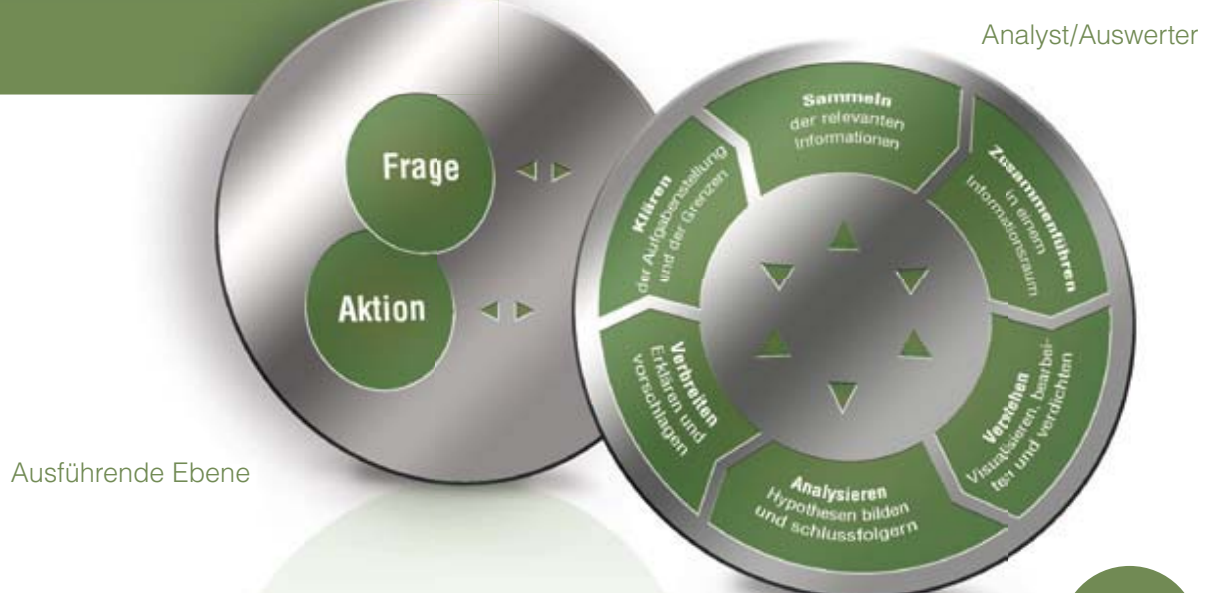 Analyst/Auswerter
Frage
Aktion
Ausführende Ebene
Klären
der Aufgabenstellung
und der Grenzen
Sammeln
der relevanten
Informationen
Zusammenführen
in einem
Informationsraum
Verstehen
Visualisieren, bearbei-
ten und verdichten
Analysieren
Hypothesen bilden
und schlussfolgern
Verbreiten
Erklären und
vorschlagen